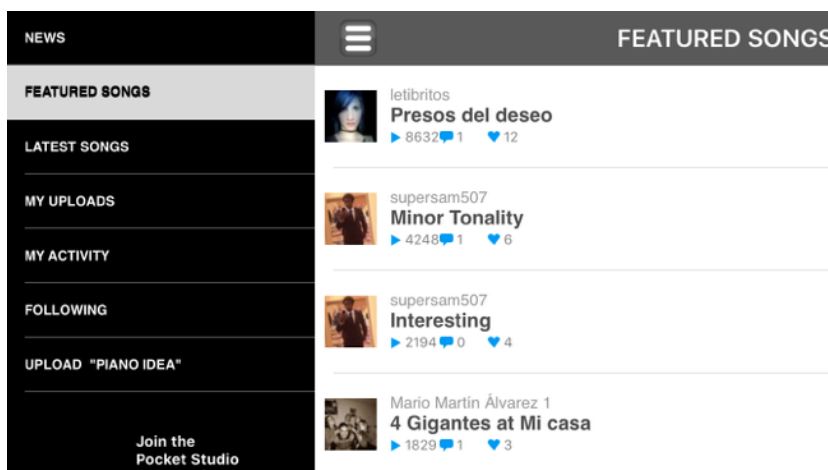 NEWS
FEATURED SONGS
LATEST SONGS
MY UPLOADS
MY ACTIVITY
FOLLOWING
UPLOAD "PIANO IDEA"
Join the
Pocket Studio
FEATURED SONGS
letibritos
Presos del deseo
8632 1 12
supersam507
Minor Tonality
4248 1 6
supersam507
Interesting
2194 0 4
Mario Martín Álvarez 1
4 Gigantes at Mi casa
1829 1 3